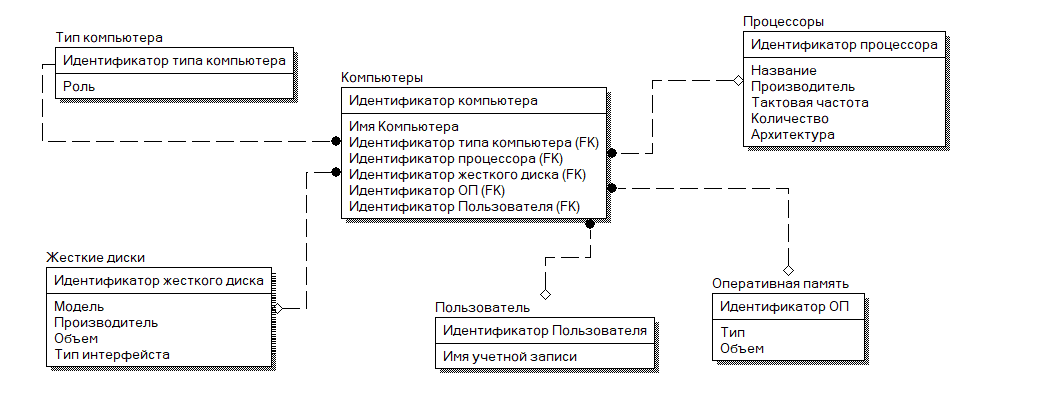 Тип компьютера
Идентификатор типа компьютера
Роль
Компьютеры
Идентификатор компьютера
Имя Компьютера
Идентификатор типа компьютера (FK)
Идентификатор процессора (FK)
Идентификатор жесткого диска (FK)
Идентификатор ОП (FK)
Идентификатор Пользователя (FK)
Процессоры
Идентификатор процессора
Название
Производитель
Тактовая частота
Количество
Архитектура
Жесткие диски
Идентификатор жесткого диска
Модель
Производитель
Объем
Тип интерфейста
Пользователь
Идентификатор Пользователя
Имя учетной записи
Оперативная память
Идентификатор ОП
Тип
Объем